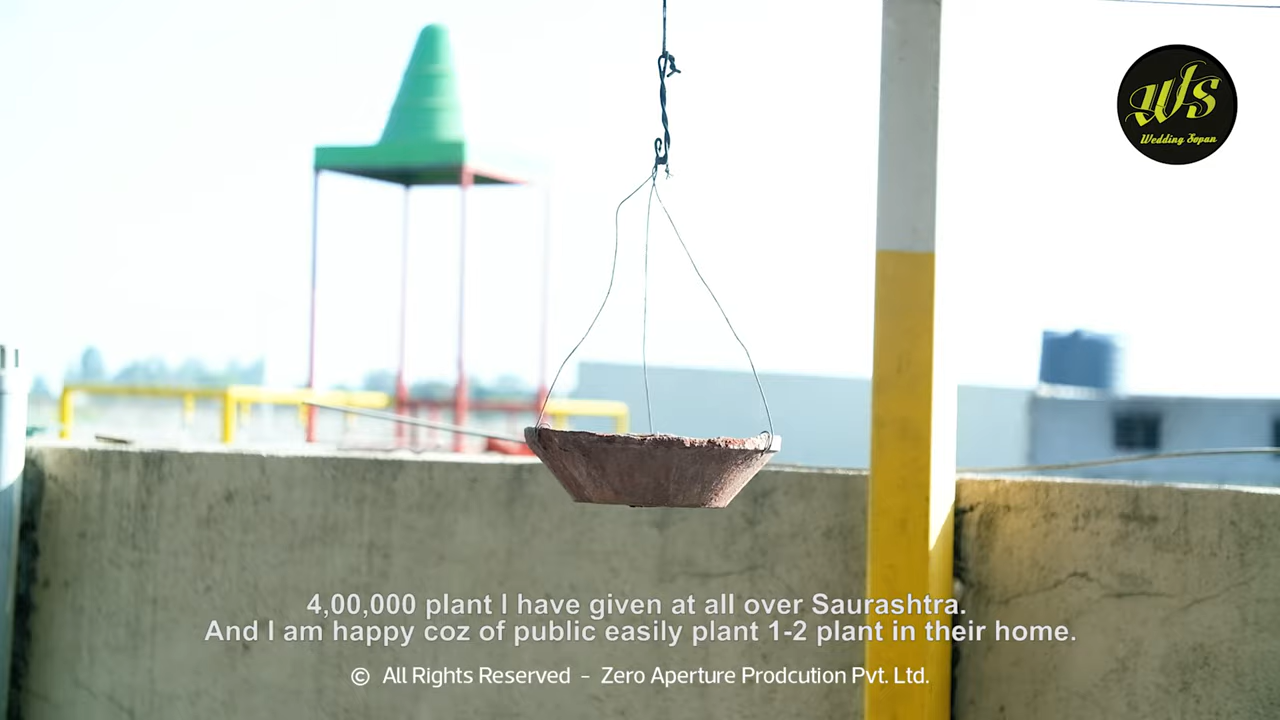 WS
Wedding Sopan
4,00,000 plant I have given at all over Saurashtra.
And I am happy coz of public easily plant 1-2 plant in their home.
© All Rights Reserved - Zero Aperture Prodcution Pvt. Ltd.